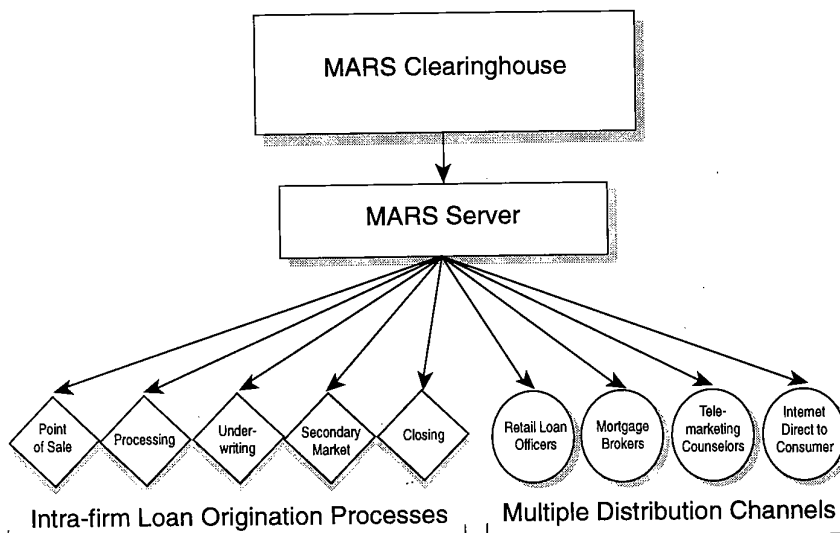 MARS Clearinghouse
MARS Server
Point
of Sale
Processing
Under-
writing
Secondary
Market
Closing
Retail Loan
Officers
Mortgage
Brokers
Tele-
marketing
Counselors
Internet
Direct to
Consumer
Intra-firm Loan Origination Processes
Multiple Distribution Channels